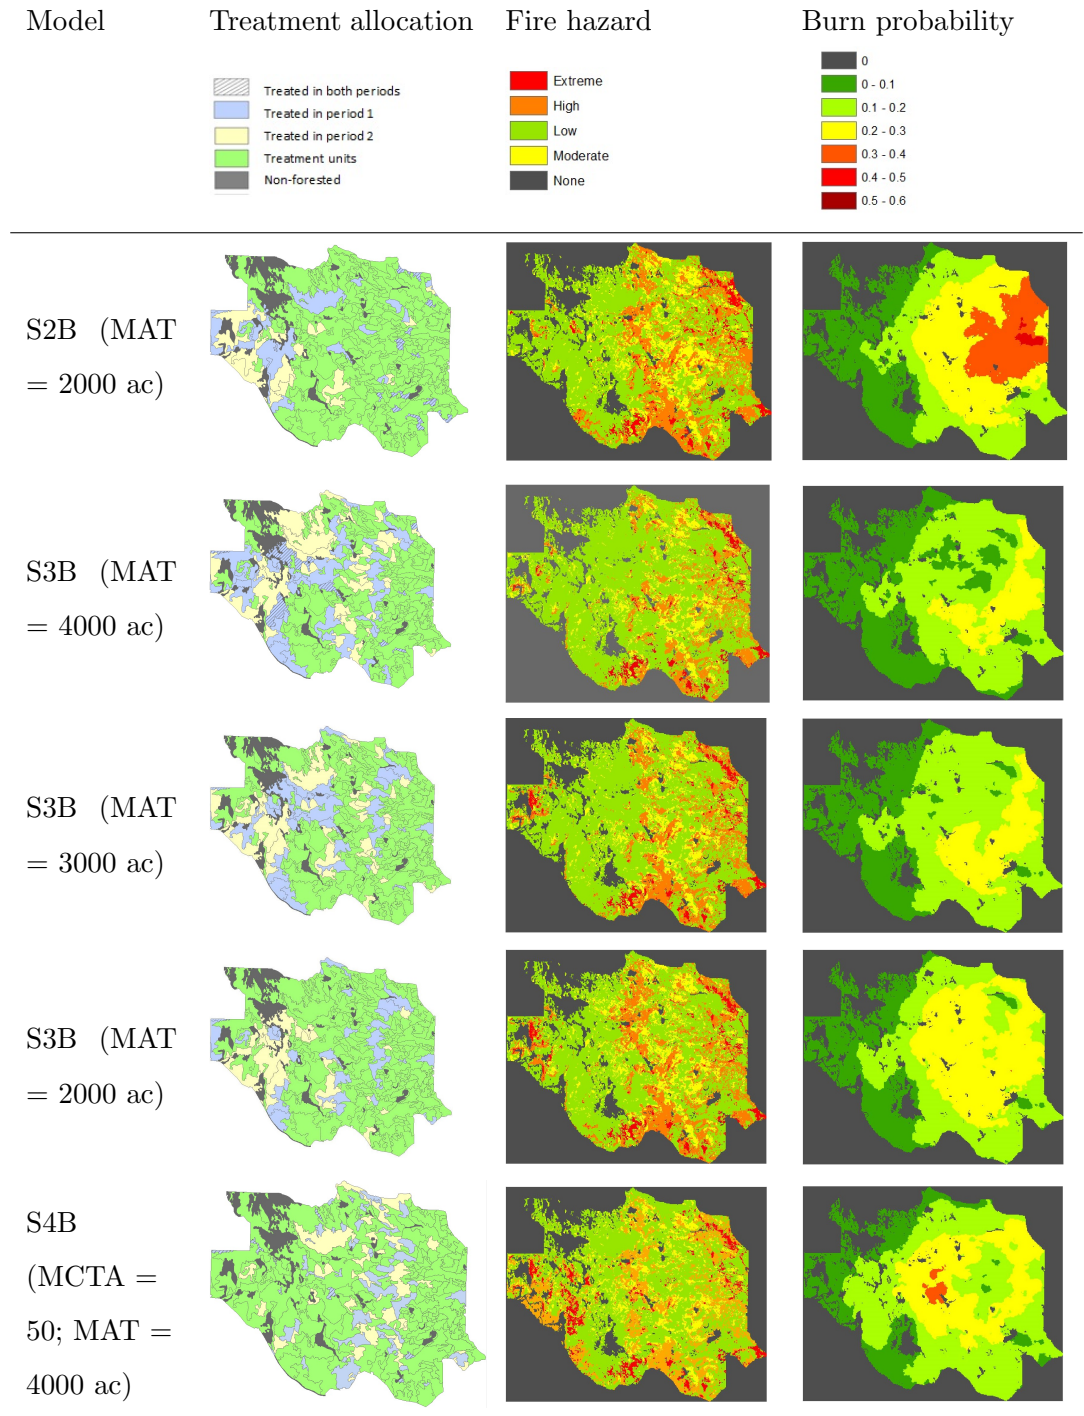 Model Treatment allocation Fire hazard Burn probability
Treated in both periods
Treated in period 1
Treated in period 2
Treatment units
Non-forested
Extreme
High
Low
Moderate
None
0
0 - 0.1
0.1 - 0.2
0.2 - 0.3
0.3 - 0.4
0.4 - 0.5
0.5 - 0.6
S2B (MAT
= 2000 ac)
S3B (MAT
= 4000 ac)
S3B (MAT
= 3000 ac)
S3B (MAT
= 2000 ac)
S4B
(MCTA =
50; MAT =
4000 ac)